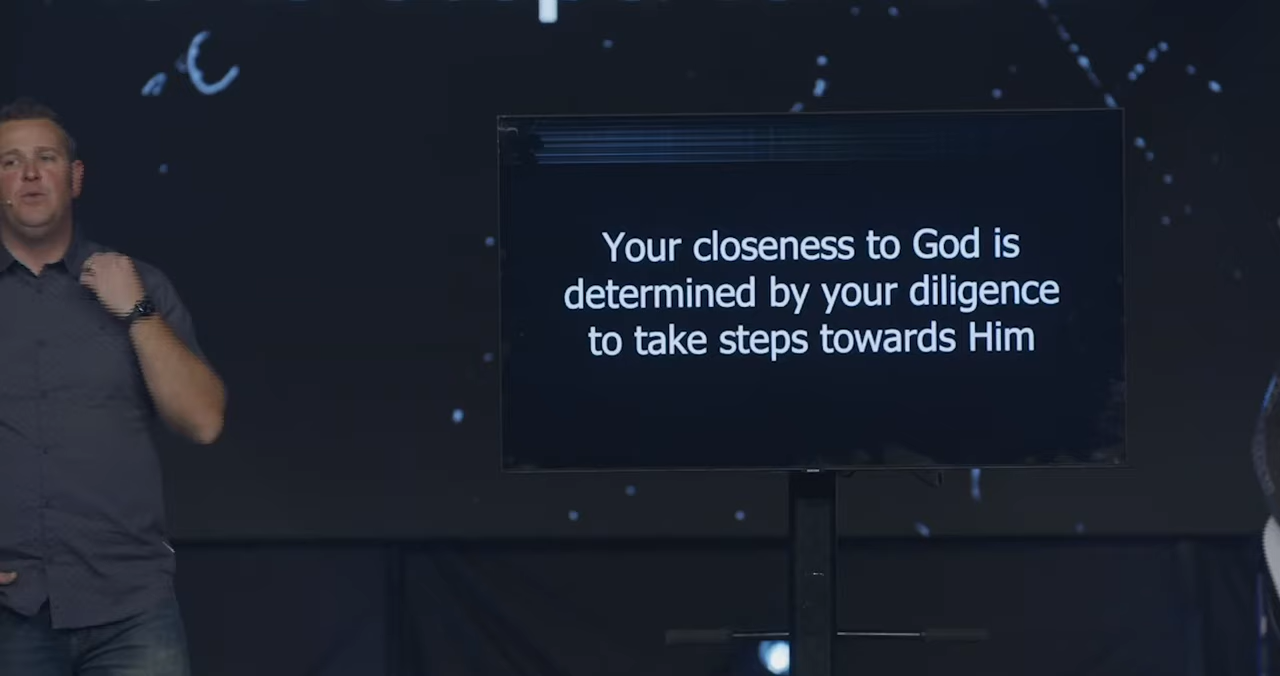 Your closeness to God is
determined by your diligence
to take steps towards Him